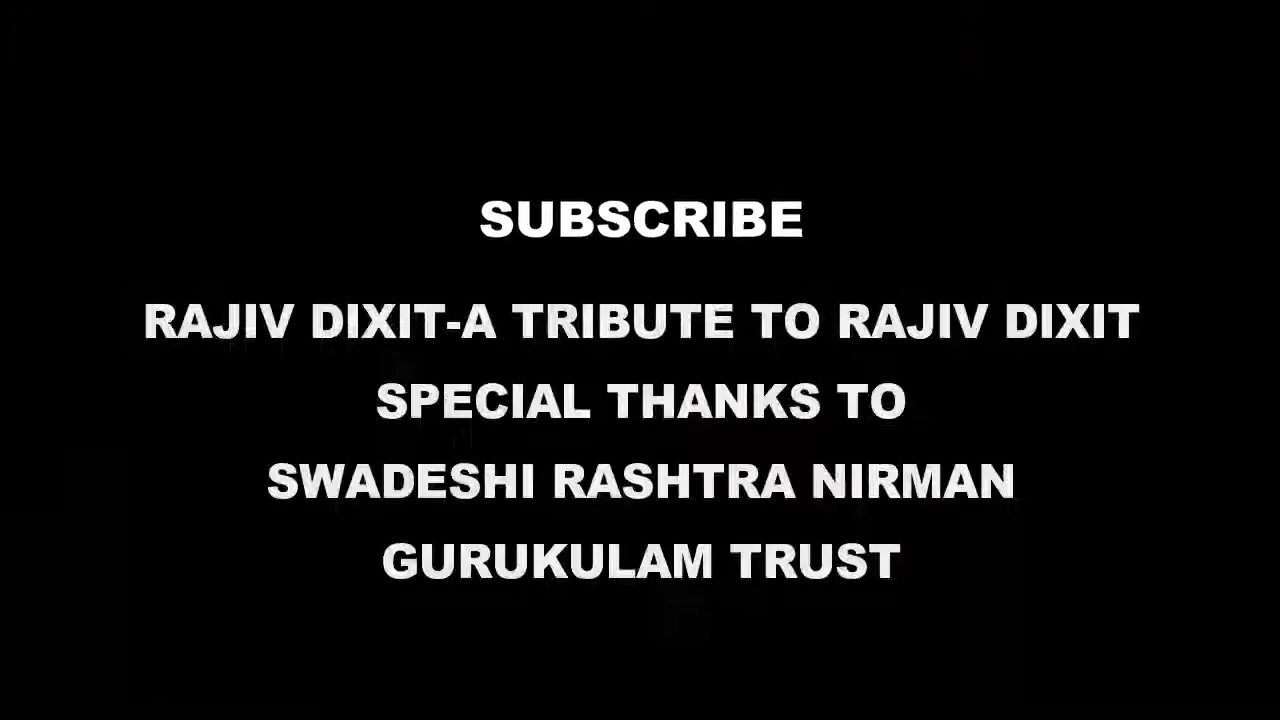 SUBSCRIBE
RAJIV DIXIT-A TRIBUTE TO RAJIV DIXIT
SPECIAL THANKS TO
SWADESHI RASHTRA NIRMAN
GURUKULAM TRUST